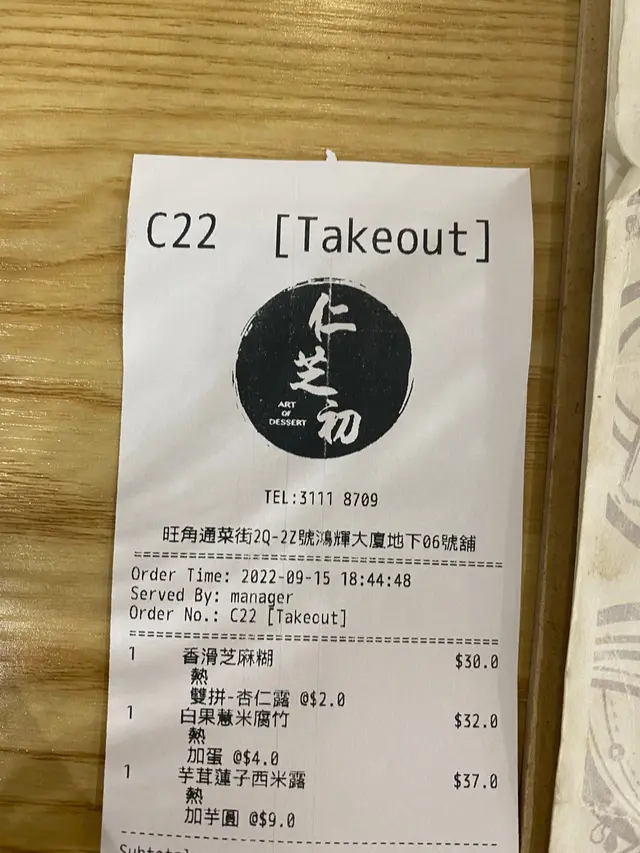 C22 [Takeout]
仁芝初
ART
OF
DESSERT
TEL:3111 8709
旺角通菜街2Q-2Z號鴻輝大廈地下06號舖
Order Time: 2022-09-15 18:44:48
Served By: manager
Order No.: C22 [Takeout]
1 香滑芝麻糊 $30.0
熱
雙拼-杏仁露 @$2.0
1 白果薏米腐竹 $32.0
熱
加蛋 @$4.0
1 芋茸蓮子西米露 $37.0
熱
加芋圓 @$9.0
Subtotal